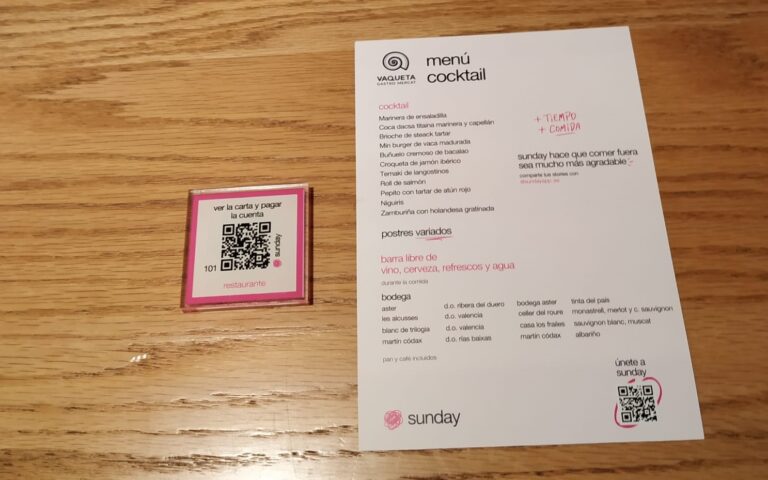 ver la carta y pagar
la cuenta
101
sunday
restaurante
VAQUETA
GASTRO MERCAT
menú
cocktail
cocktail
Marinera de ensaladilla
Coca dacsa titaina marinera y capellán
Brioche de steack tartar
Mini burger de vaca madurada
Buñuelo cremoso de bacalao
Croqueta de jamón ibérico
Temaki de langostinos
Roll de salmón
Pepito con tartar de atún rojo
Niguiris
Zamburiña con holandesa gratinada
+ TIEMPO
+ COMIDA
sunday hace que comer fuera
sea mucho más agradable :-
comparte tus stories con
@sundayapp_es
postres variados
barra libre de
vino, cerveza, refrescos y agua
durante la comida
bodega
aster d.o. ribera del duero bodega aster tinta del país
les alcusses d.o. valencia celler del roure monastrell, merlot y c. sauvignon
blanc de trilogia d.o. valencia casa los frailes sauvignon blanc, muscat
martín códax d.o. rías baixas martín códax albariño
pan y café incluidos
únete a
sunday
sunday